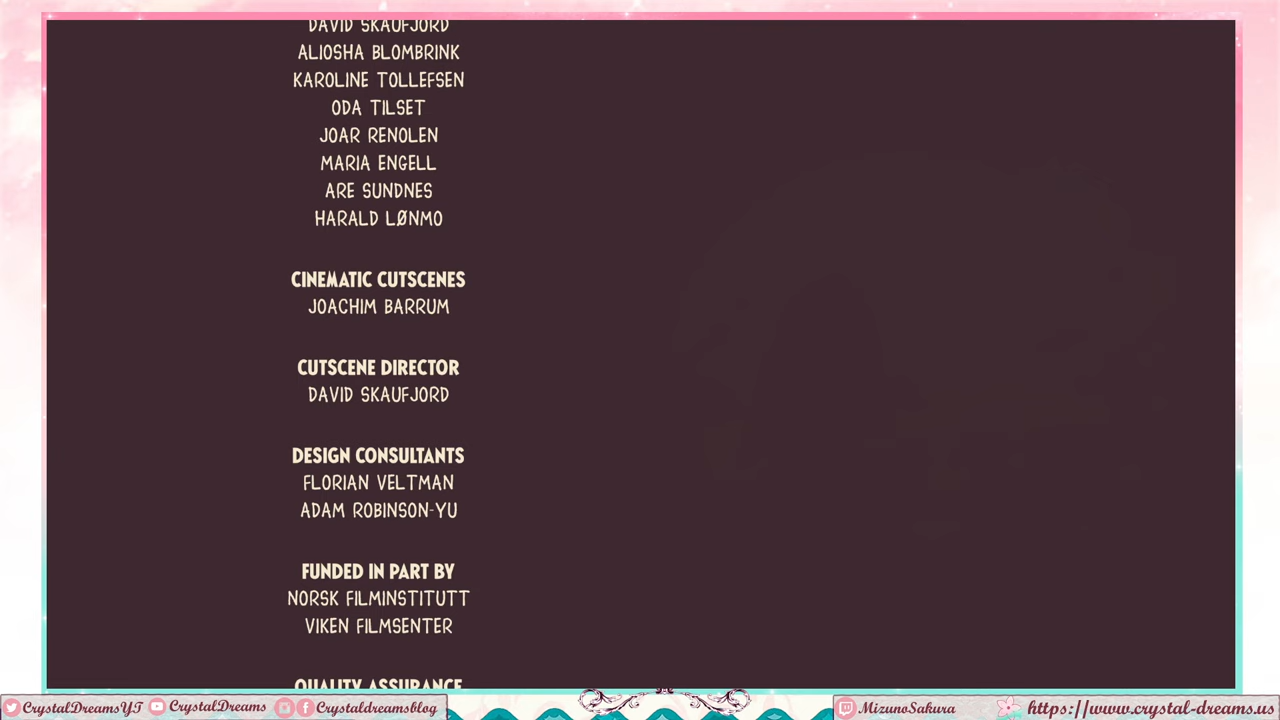 DAVID SKAUFJORD
ALIOSHA BLOMBRINK
KAROLINE TOLLEFSEN
ODA TILSET
JOAR RENOLEN
MARIA ENGELL
ARE SUNDNES
HARALD LØNMO
CINEMATIC CUTSCENES
JOACHIM BARRUM
CUTSCENE DIRECTOR
DAVID SKAUFJORD
DESIGN CONSULTANTS
FLORIAN VELTMAN
ADAM ROBINSON-YU
FUNDED IN PART BY
NORSK FILMINSTITUTT
VIKEN FILMSENTER
QUALITY ASSURANCE
CrystalDreamsYT CrystalDreams Crystaldreamsblog MizunoSakura https://www.crystal-dreams.us